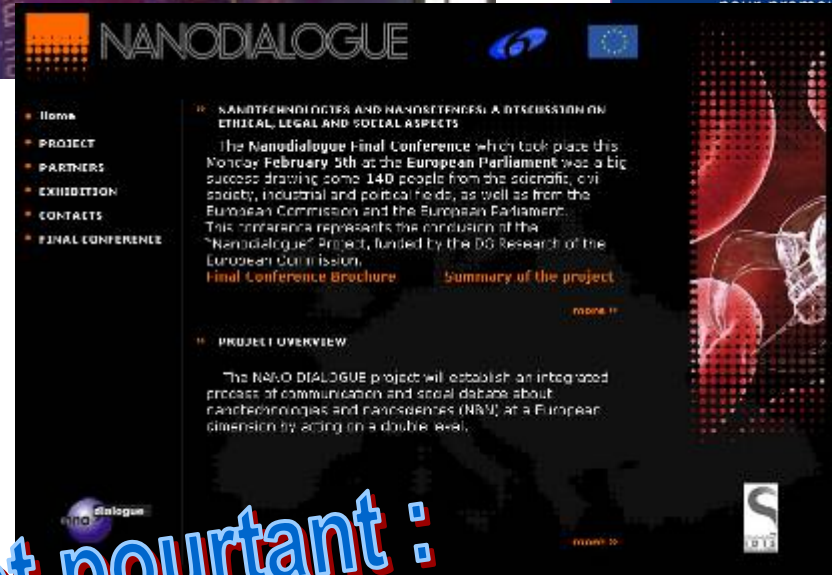 NANODIALOGUE
Home
PROJECT
PARTNERS
EXHIBITION
CONTACTS
FINAL CONFERENCE
» NANOTECHNOLOGIES AND NANOSCIENCES: A DISCUSSION ON
ETHICAL, LEGAL AND SOCIAL ASPECTS
The Nanodialogue Final Conference which took place this
Monday February 5th at the European Parliament was a big
success drawing some 140 people from the scientific, civil
society, industrial and political fields, as well as from the
European Commission and the European Parliament.
This conference represents the conclusion of the
"Nanodialogue" Project, funded by the DG Research of the
European Commission.
Final Conference Brochure Summary of the project
more »
» PROJECT OVERVIEW
The NANO DIALOGUE project will establish an integrated
process of communication and social debate about
nanotechnologies and nanosciences (N&N) at a European
dimension by acting on a double level.
dialogue
more »
pourtant :